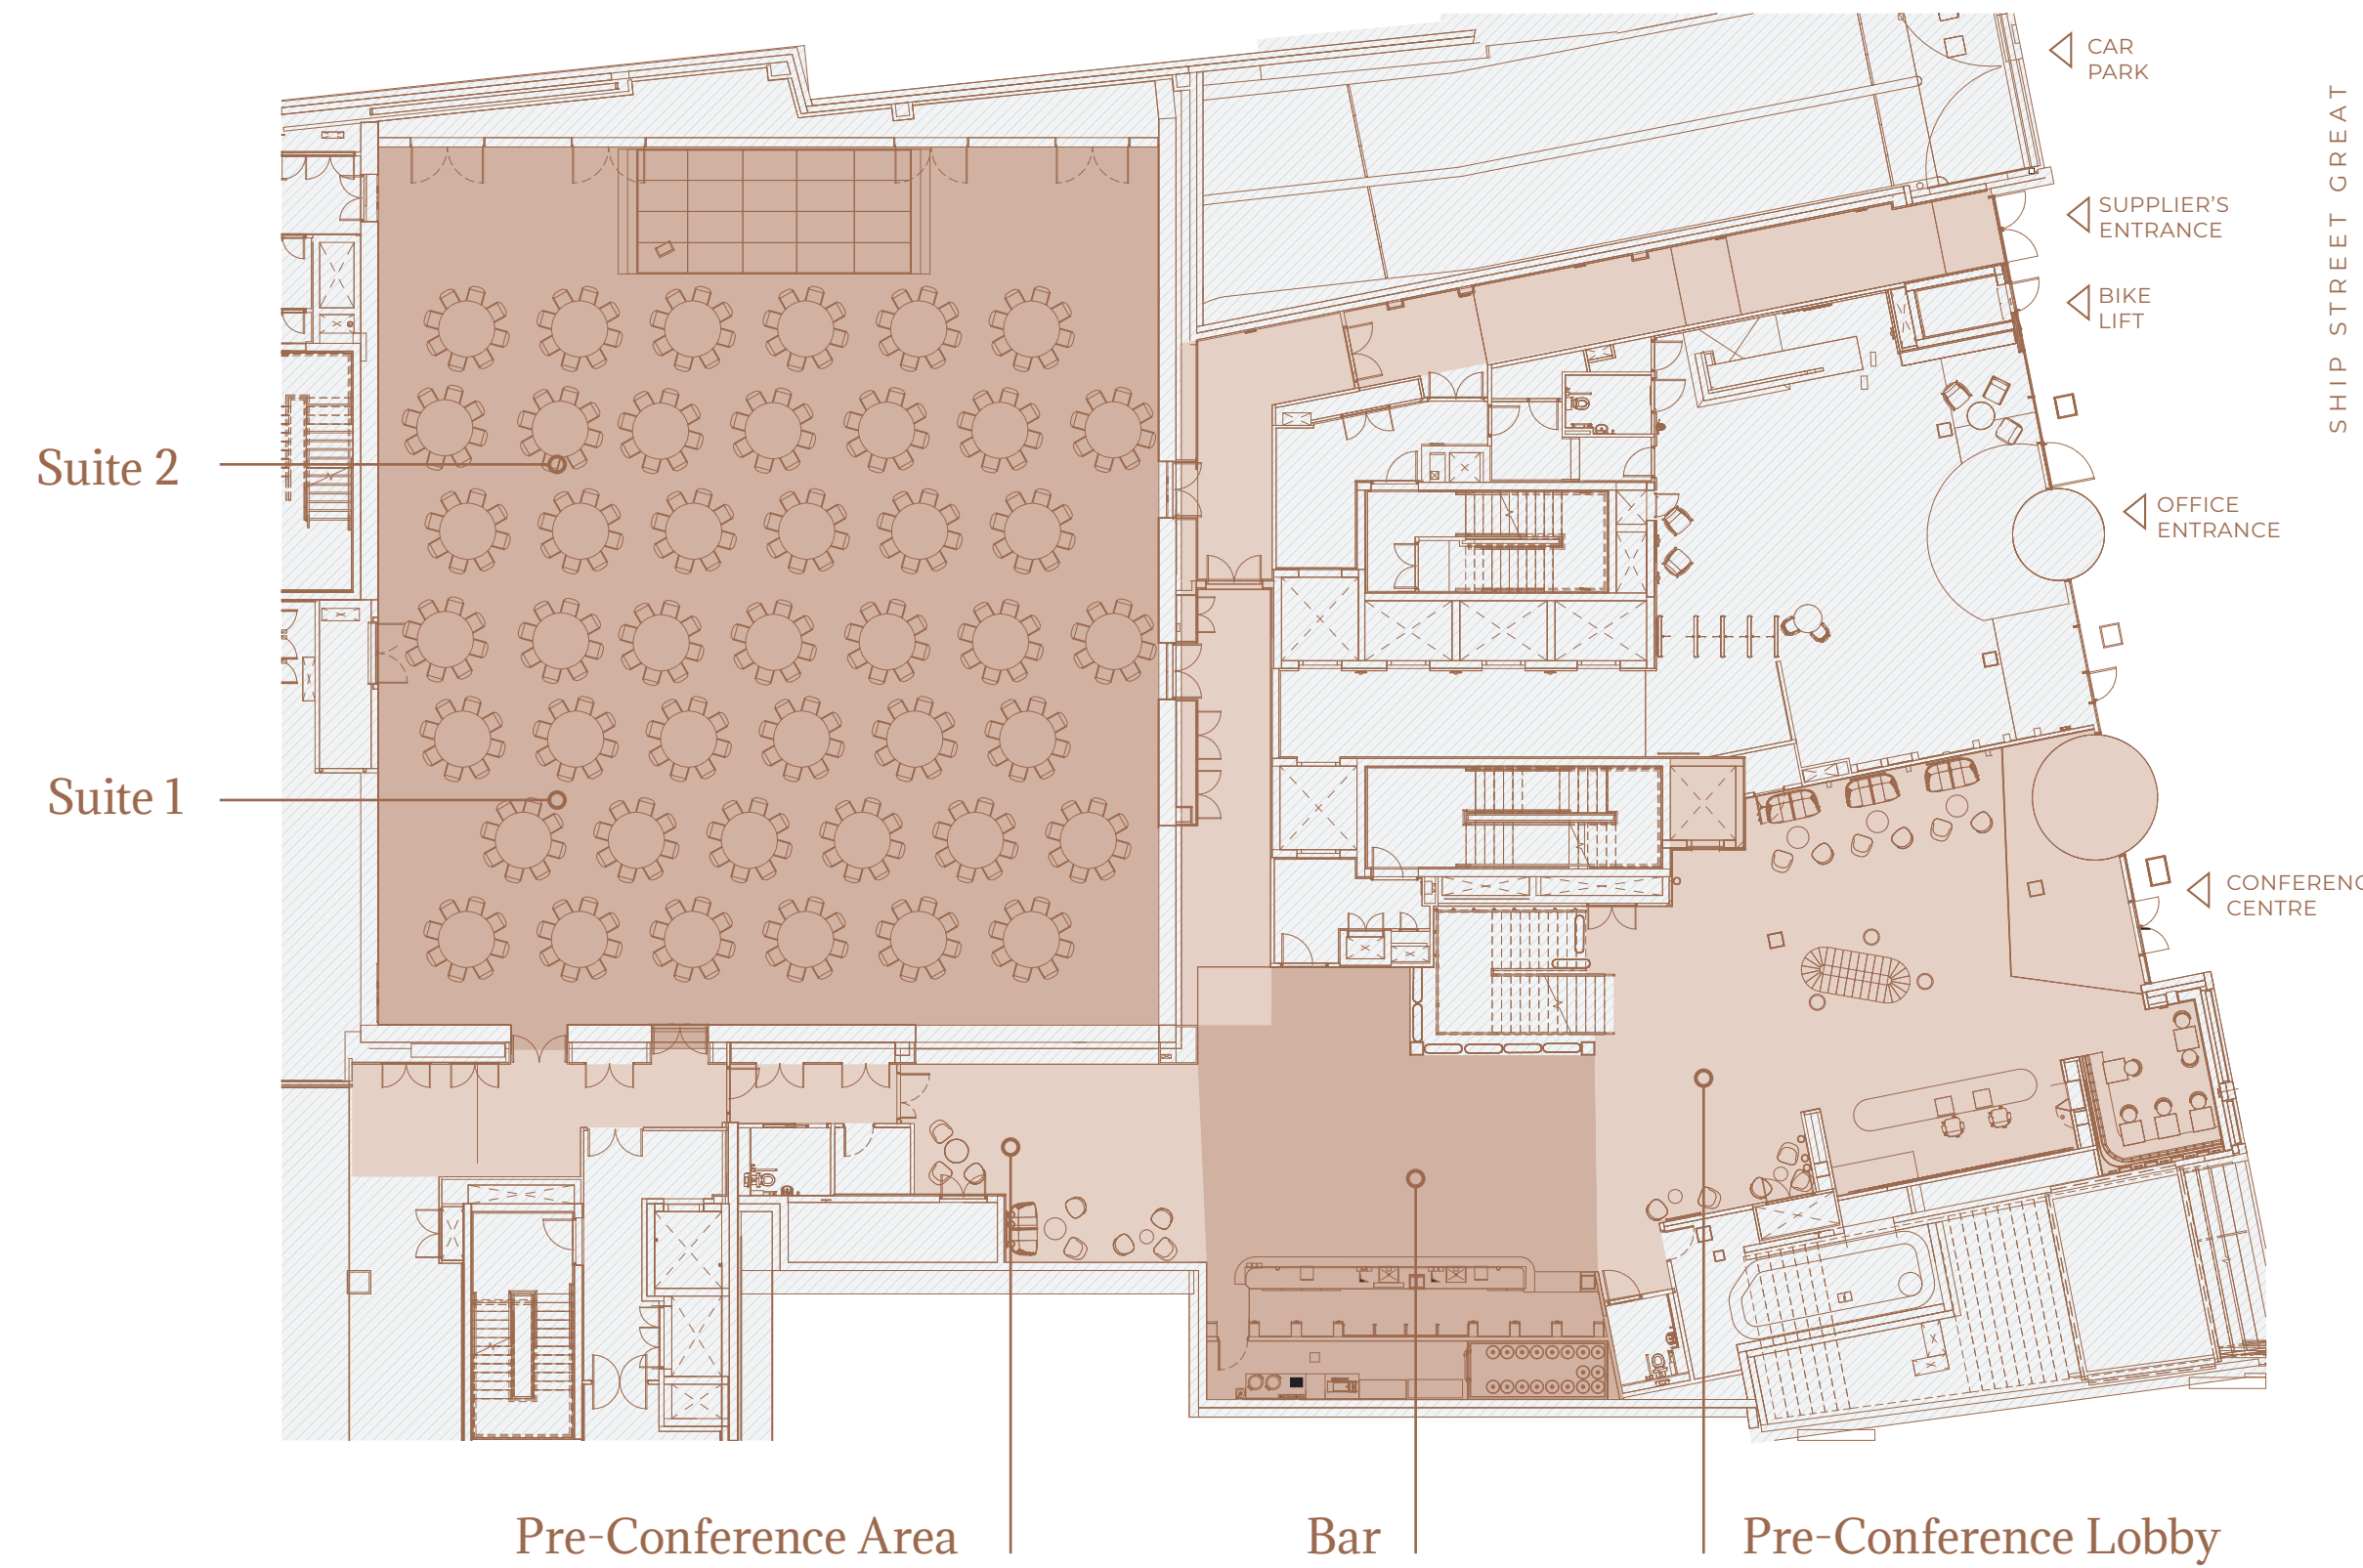 CAR
PARK
SHIP STREET GREAT
SUPPLIER'S
ENTRANCE
BIKE
LIFT
Suite 2
OFFICE
ENTRANCE
Suite 1
CONFERENC
CENTRE
Pre-Conference Area
Bar
Pre-Conference Lobby